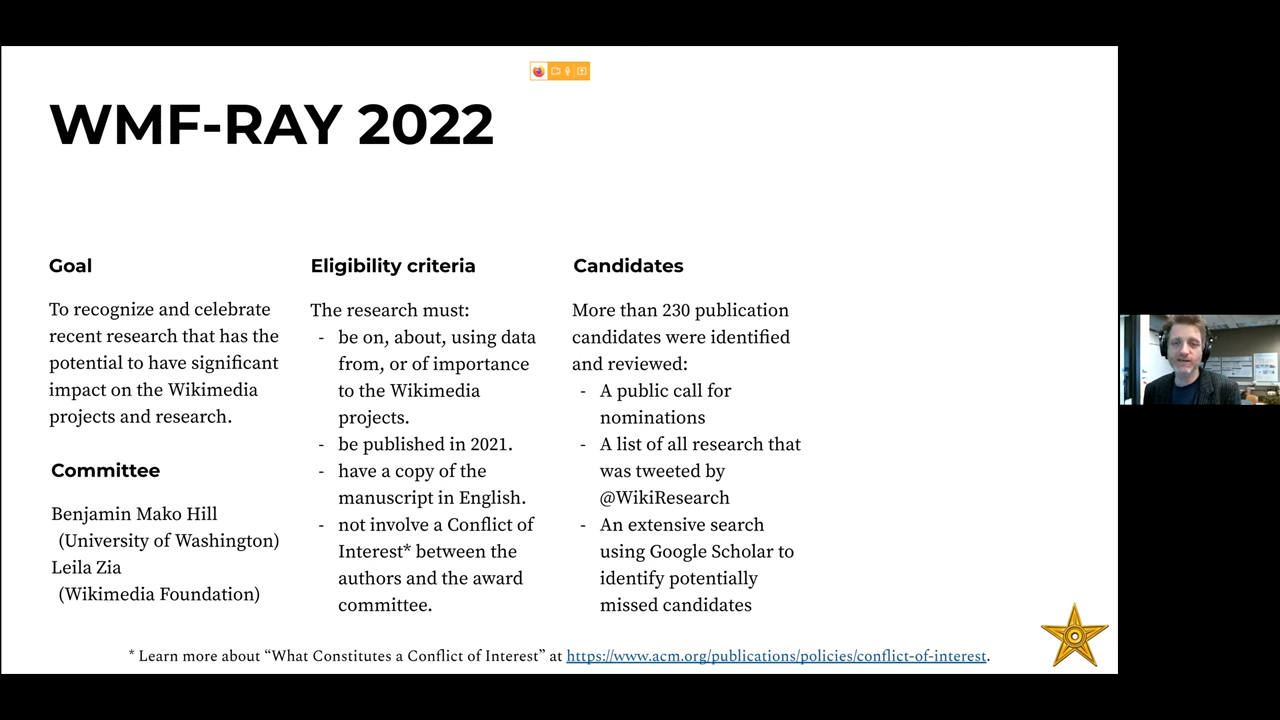 WMF-RAY 2022
Goal
To recognize and celebrate
recent research that has the
potential to have significant
impact on the Wikimedia
projects and research.
Committee
Benjamin Mako Hill
(University of Washington)
Leila Zia
(Wikimedia Foundation)
Eligibility criteria
The research must:
- be on, about, using data
from, or of importance
to the Wikimedia
projects.
- be published in 2021.
- have a copy of the
manuscript in English.
- not involve a Conflict of
Interest* between the
authors and the award
committee.
Candidates
More than 230 publication
candidates were identified
and reviewed:
- A public call for
nominations
- A list of all research that
was tweeted by
@WikiResearch
- An extensive search
using Google Scholar to
identify potentially
missed candidates
* Learn more about “What Constitutes a Conflict of Interest” at https://www.acm.org/publications/policies/conflict-of-interest.